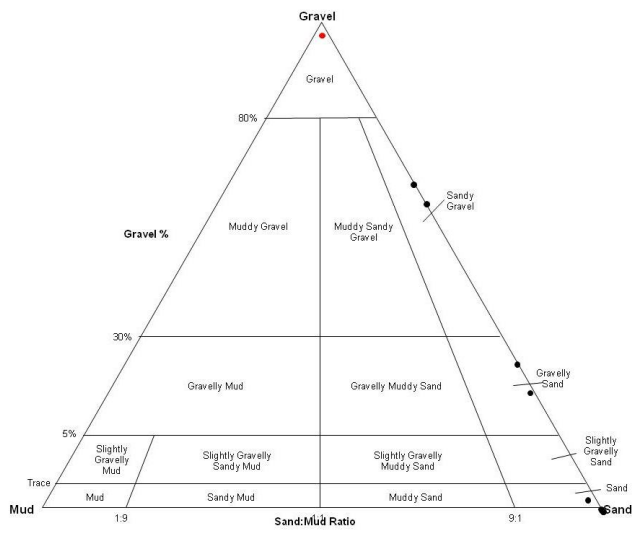 Gravel
Gravel
80%
Sandy
Gravel
Muddy Gravel
Muddy Sandy
Gravel
Gravel %
30%
Gravelly Mud
Gravelly Muddy Sand
Gravelly
Sand
5%
Slightly
Gravelly
Mud
Slightly Gravelly
Sandy Mud
Slightly Gravelly
Muddy Sand
Slightly
Gravelly
Sand
Trace
Mud
Sandy Mud
Muddy Sand
Sand
Mud
Sand
1:9
9:1
Sand:Mud Ratio